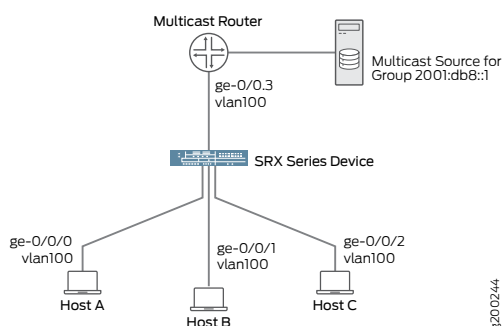 Multicast Router
Multicast Source for
Group 2001:db8::1
ge-0/0.3
vlan100
SRX Series Device
ge-0/0/0
vlan100
ge-0/0/1
vlan100
ge-0/0/2
vlan100
Host A
Host B
Host C
g200244